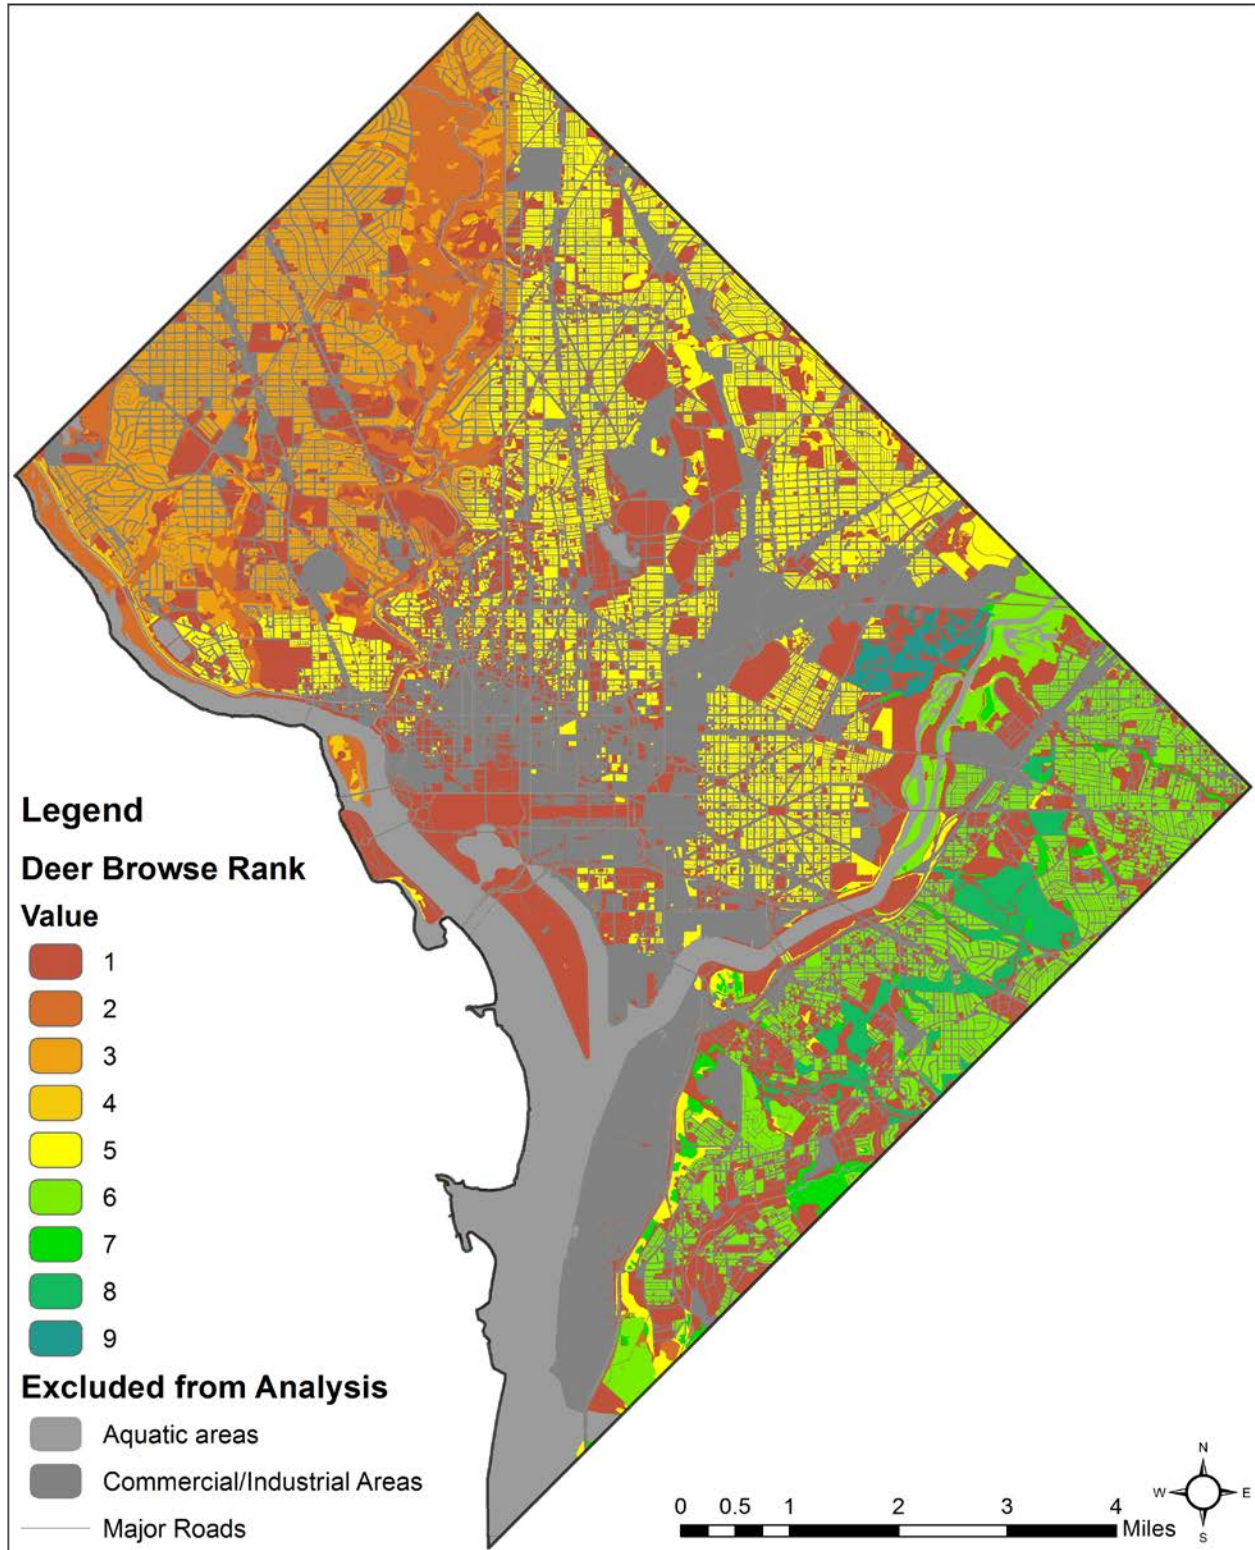 Legend
Deer Browse Rank
Value
1
2
3
4
5
6
7
8
9
Excluded from Analysis
Aquatic areas
Commercial/Industrial Areas
Major Roads
0 0.5 1 2 3 4
Miles
N
W E
S